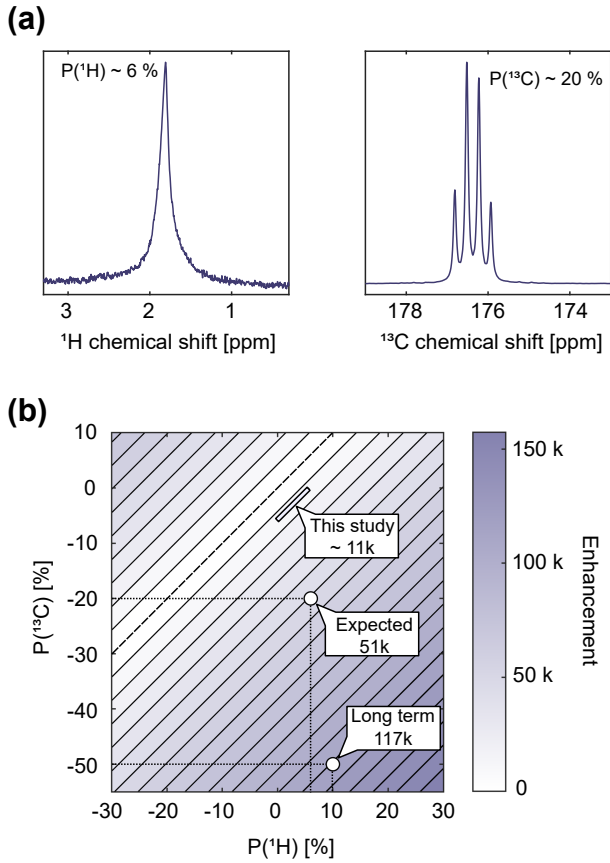 (a)
P(¹H) ~ 6 %
P(¹³C) ~ 20 %
3 2 1
178 176 174
¹H chemical shift [ppm]
¹³C chemical shift [ppm]
(b)
10
0
-10
-20
-30
-40
-50
P(¹³C) [%]
This study
~ 11k
Expected
51k
Long term
117k
-30 -20 -10 0 10 20 30
P(¹H) [%]
150 k
100 k
50 k
0
Enhancement